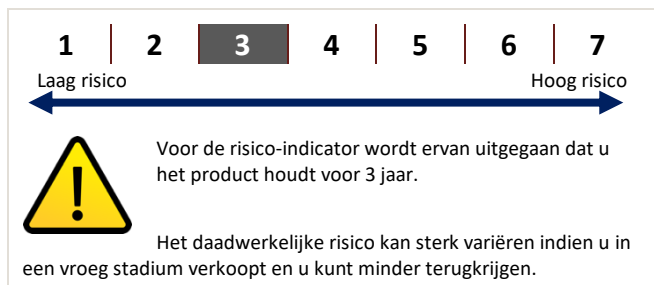 1 2 3 4 5 6 7
Laag risico Hoog risico
Voor de risico-indicator wordt ervan uitgegaan dat u
het product houdt voor 3 jaar.
Het daadwerkelijke risico kan sterk variëren indien u in
een vroeg stadium verkoopt en u kunt minder terugkrijgen.